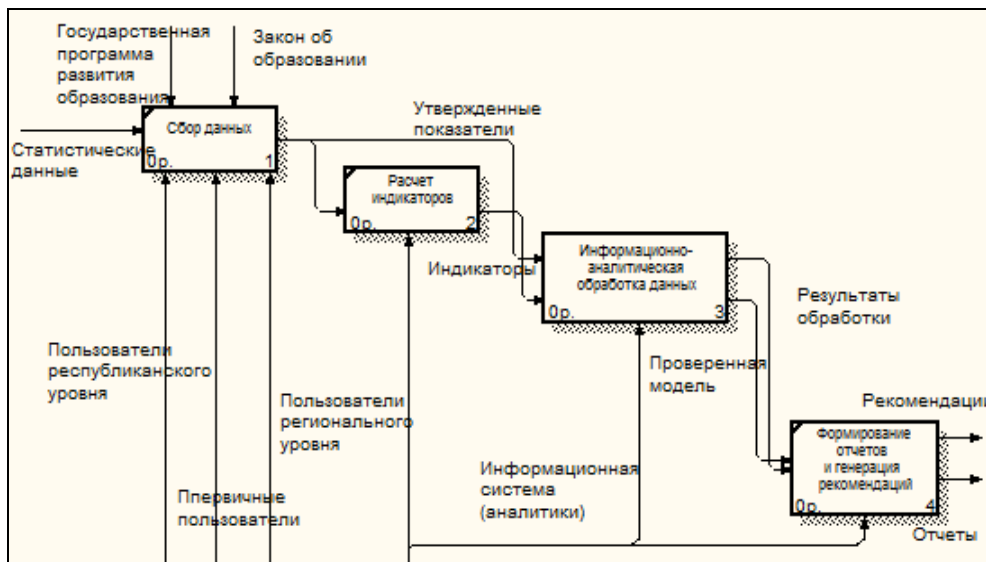 Государственная
программа
развития
образования
Закон об
образовании
Статистические
данные
Сбор данных
0р.
1
Утвержденные
показатели
Расчет
индикаторов
0р.
2
Индикаторы
Информационно-
аналитическая
обработка данных
0р.
3
Результаты
обработки
Проверенная
модель
Пользователи
республиканского
уровня
Пользователи
регионального
уровня
Ппервичные
пользователи
Информационная
система
(аналитики)
Формирование
отчетов
и генерация
рекомендаций
0р.
4
Рекомендации
Отчеты